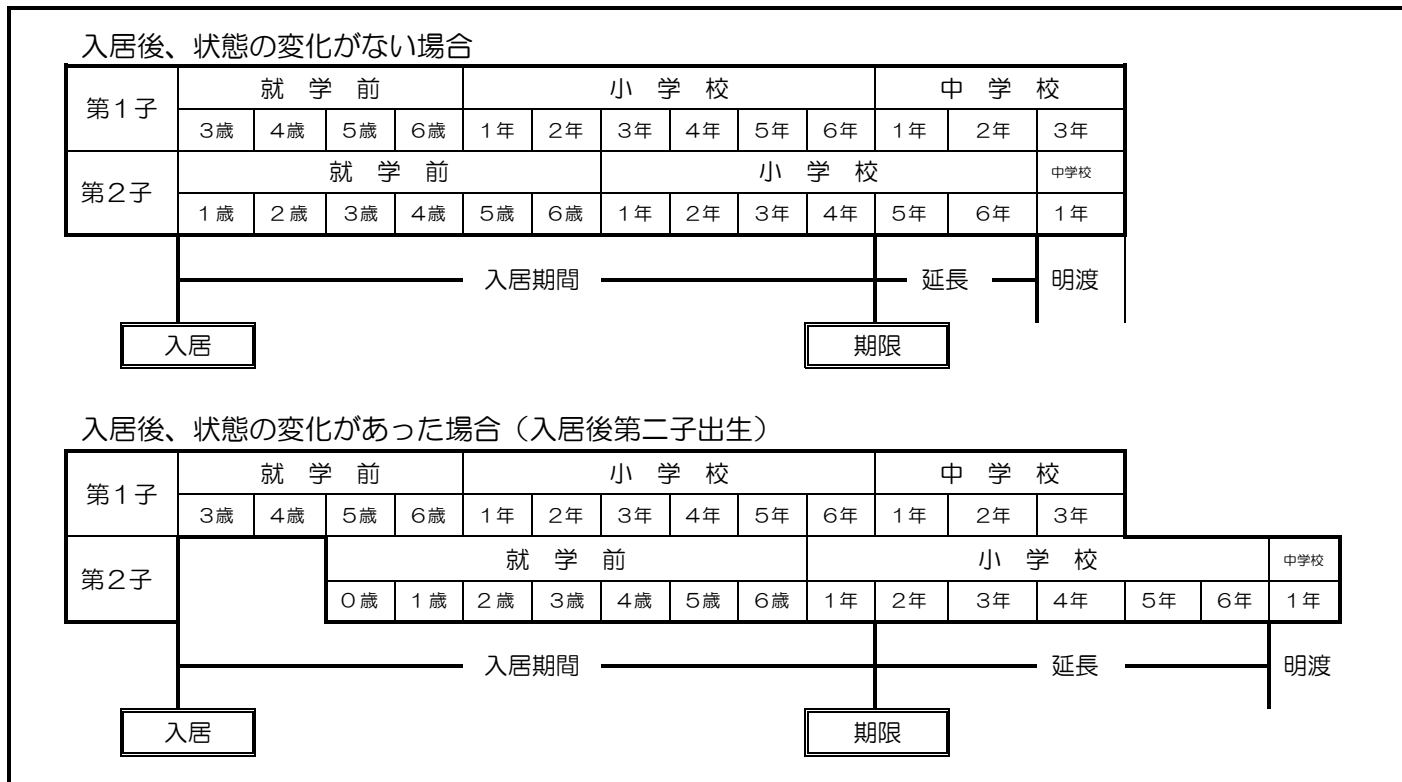 入居後、状態の変化がない場合
第1子 就学前 小学校 中学校
3歳 4歳 5歳 6歳 1年 2年 3年 4年 5年 6年 1年 2年 3年
第2子 就学前 小学校 中学校
1歳 2歳 3歳 4歳 5歳 6歳 1年 2年 3年 4年 5年 6年 1年
入居期間 延長 明渡
入居 期限
入居後、状態の変化があった場合（入居後第二子出生）
第1子 就学前 小学校 中学校
3歳 4歳 5歳 6歳 1年 2年 3年 4年 5年 6年 1年 2年 3年
第2子 就学前 小学校 中学校
0歳 1歳 2歳 3歳 4歳 5歳 6歳 1年 2年 3年 4年 5年 6年 1年
入居期間 延長 明渡
入居 期限